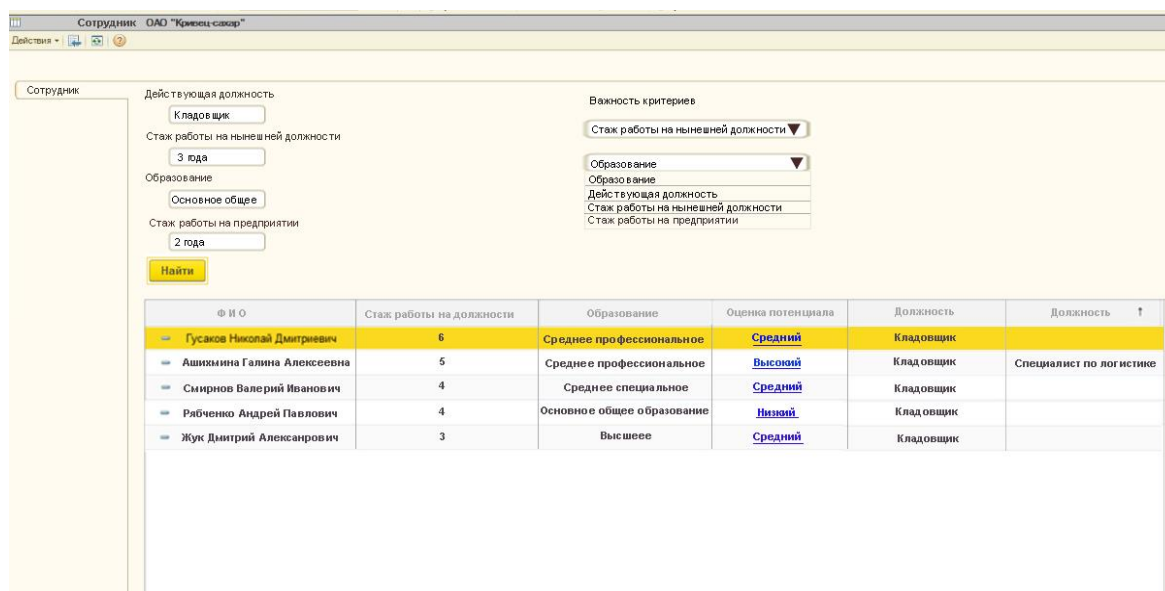 Сотрудник ОАО "Кривец-сахар"
Действия
Сотрудник
Действующая должность
Кладовщик
Стаж работы на нынешней должности
3 года
Образование
Основное общее
Стаж работы на предприятии
2 года
Найти
Важность критериев
Стаж работы на нынешней должности
Образование
Образование
Действующая должность
Стаж работы на нынешней должности
Стаж работы на предприятии
Ф И О Стаж работы на должности Образование Оценка потенциала Должность Должность
Гусаков Николай Дмитриевич 6 Среднее профессиональное Средний Кладовщик
Ашихмина Галина Алексеевна 5 Среднее профессиональное Высокий Кладовщик Специалист по логистике
Смирнов Валерий Иванович 4 Среднее специальное Средний Кладовщик
Рябченко Андрей Павлович 4 Основное общее образование Низкий Кладовщик
Жук Дмитрий Алексанрович 3 Высшеее Средний Кладовщик